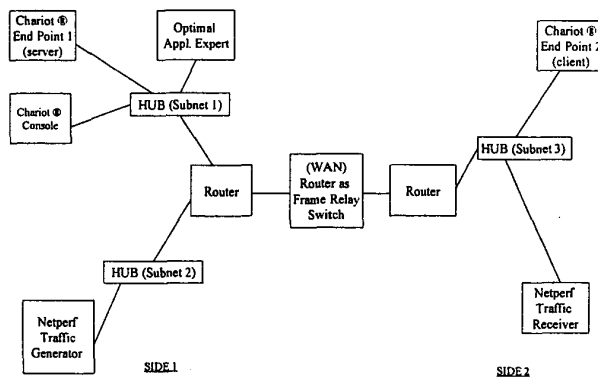 Chariot ®
End Point 1
(server)
Optimal
Appl. Expert
Chariot ®
End Point 2
(client)
Chariot ®
Console
HUB (Subnet 1)
HUB (Subnet 3)
Router
(WAN)
Router as
Frame Relay
Switch
Router
HUB (Subnet 2)
Netperf
Traffic
Generator
Netperf
Traffic
Receiver
SIDE 1
SIDE 2